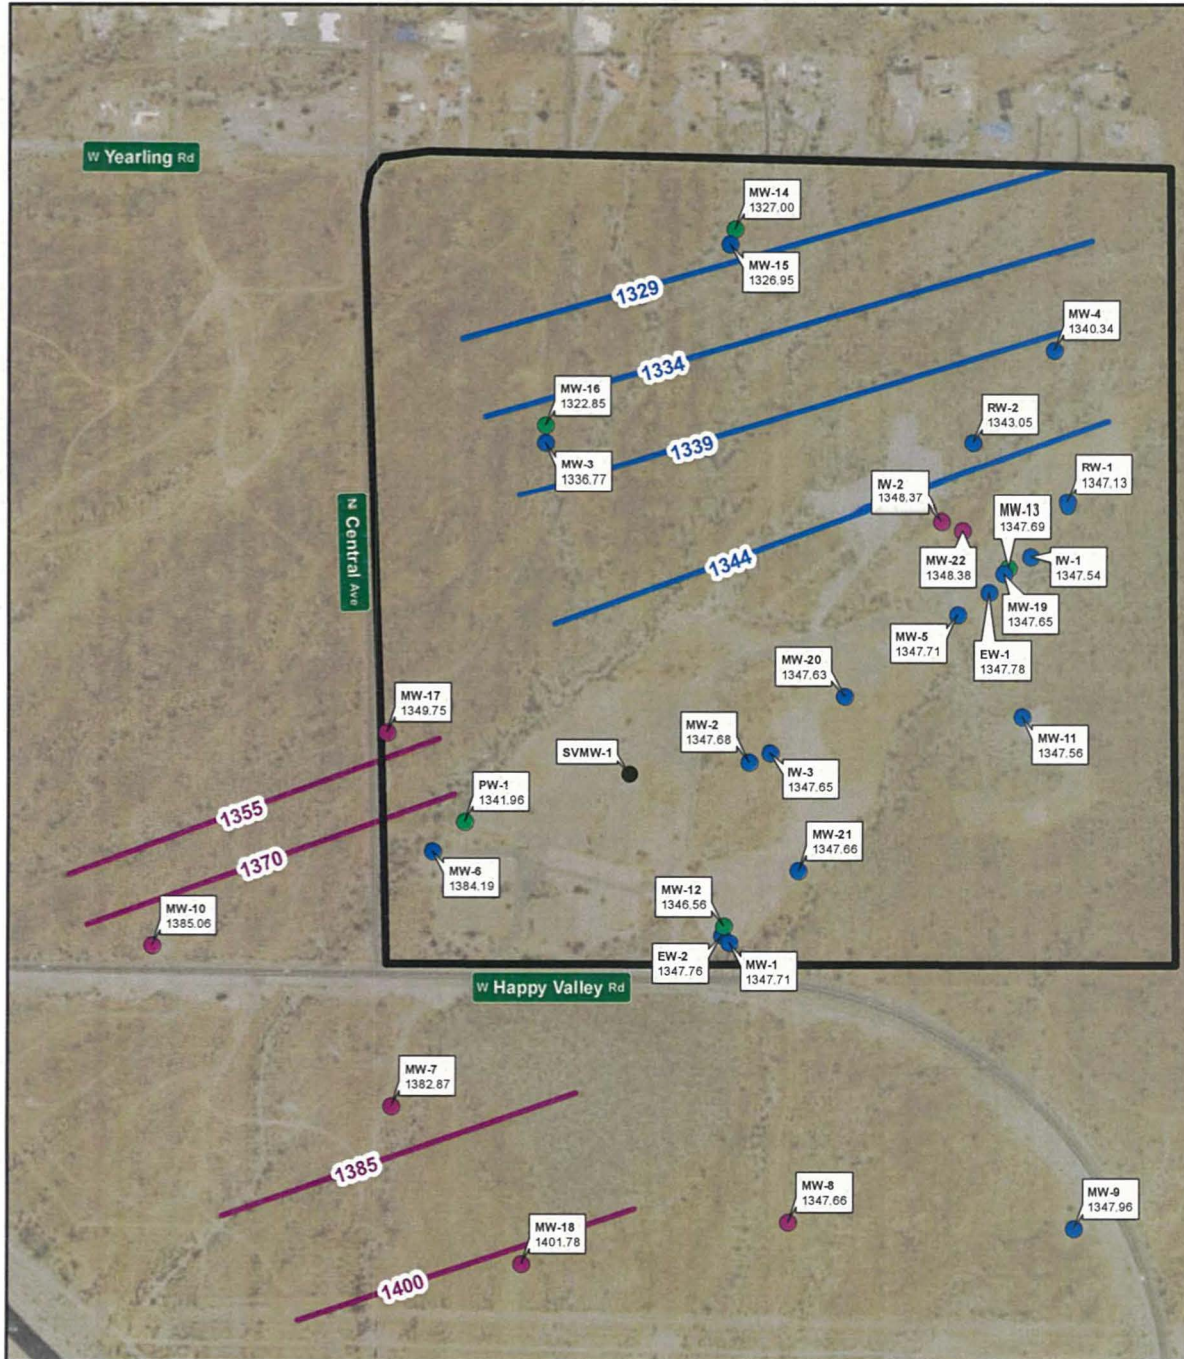 W Yearling Rd
MW-14
1327.00
MW-15
1326.95
1329
MW-4
1340.34
1334
MW-16
1322.85
RW-2
1343.05
1339
MW-3
1336.77
RW-1
1347.13
IW-2
1348.37
MW-13
1347.69
N Central Ave
1344
MW-22
1348.38
IW-1
1347.54
MW-19
1347.65
MW-5
1347.71
EW-1
1347.78
MW-20
1347.63
MW-17
1349.75
MW-2
1347.68
MW-11
1347.56
SVMW-1
IW-3
1347.65
PW-1
1341.96
1355
MW-21
1347.66
1370
MW-6
1384.19
MW-12
1346.56
MW-10
1385.06
EW-2
1347.76
MW-1
1347.71
W Happy Valley Rd
MW-7
1382.87
1385
MW-8
1347.66
MW-9
1347.96
MW-18
1401.78
1400